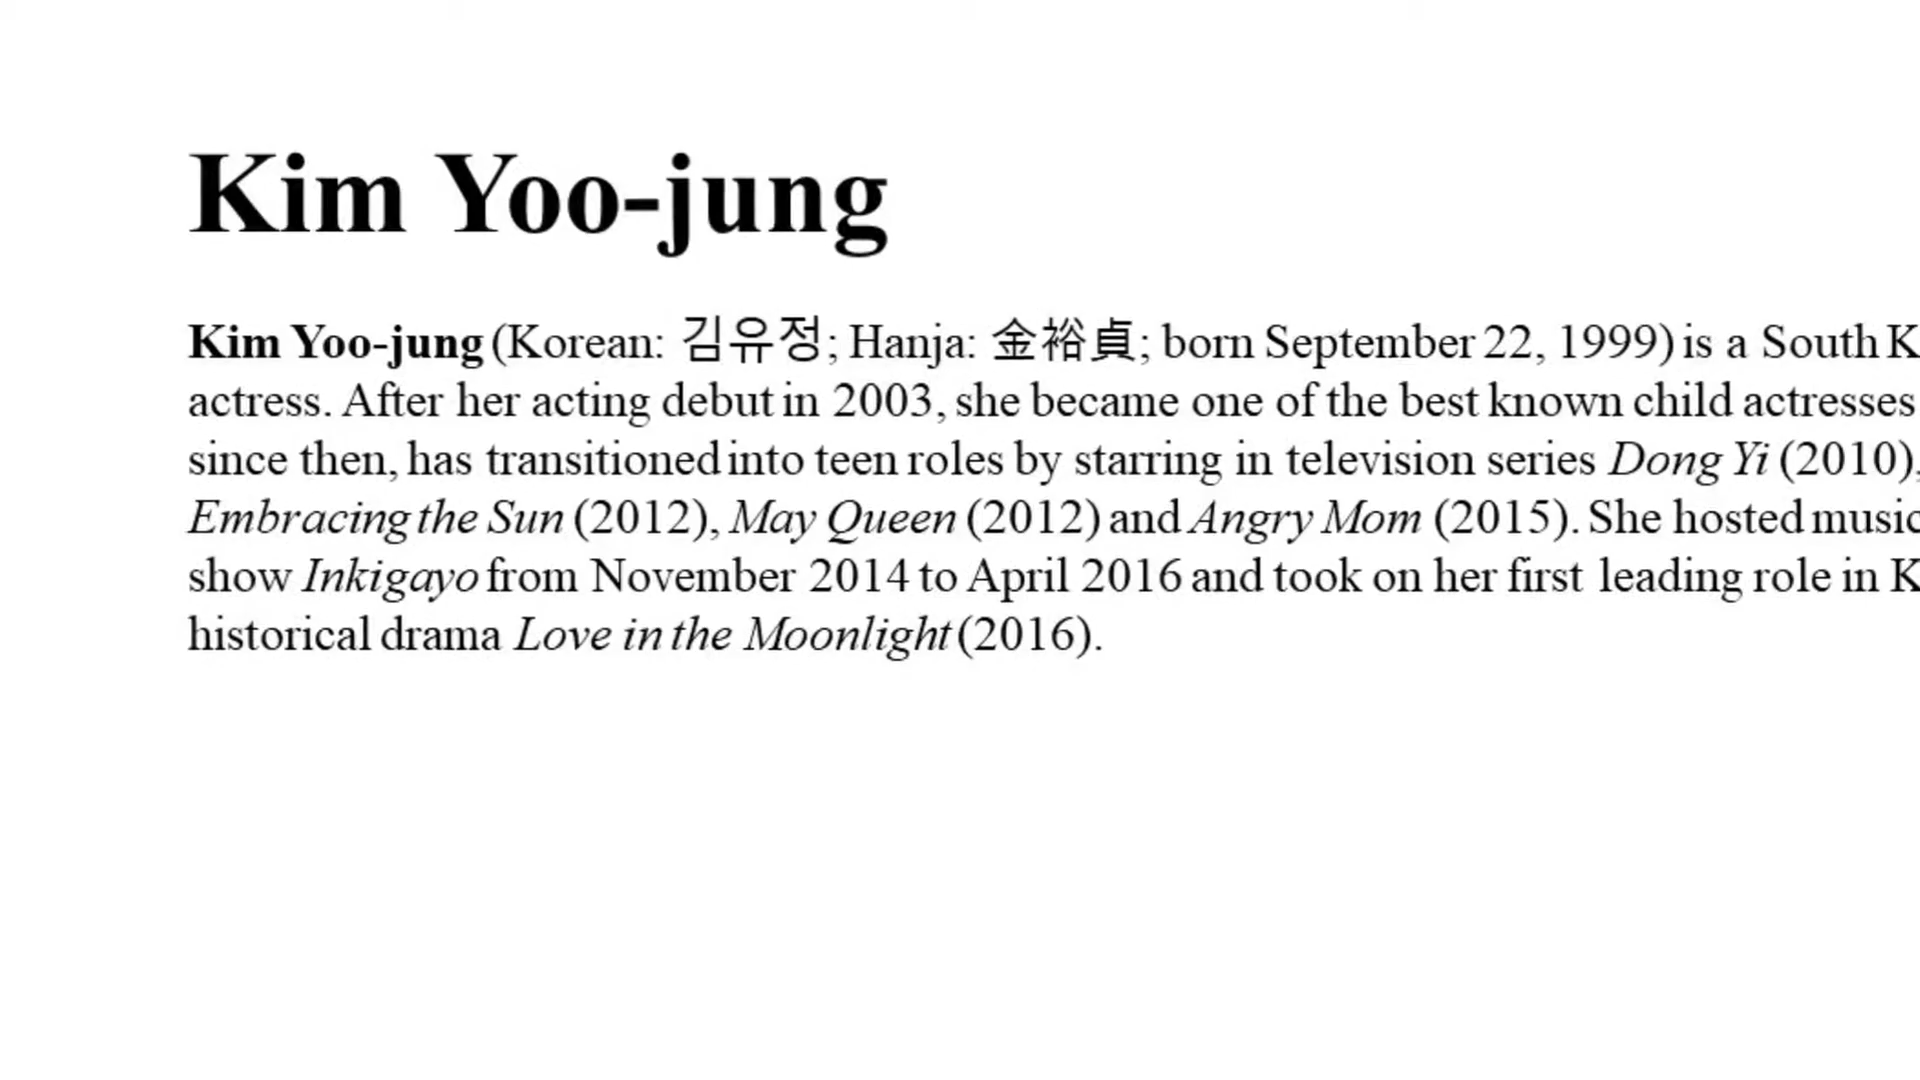 Kim Yoo-jung
Kim Yoo-jung (Korean: 김유정; Hanja: 金裕貞; born September 22, 1999) is a South K
actress. After her acting debut in 2003, she became one of the best known child actresses
since then, has transitioned into teen roles by starring in television series Dong Yi (2010),
Embracing the Sun (2012), May Queen (2012) and Angry Mom (2015). She hosted music
show Inkigayo from November 2014 to April 2016 and took on her first leading role in K
historical drama Love in the Moonlight (2016).